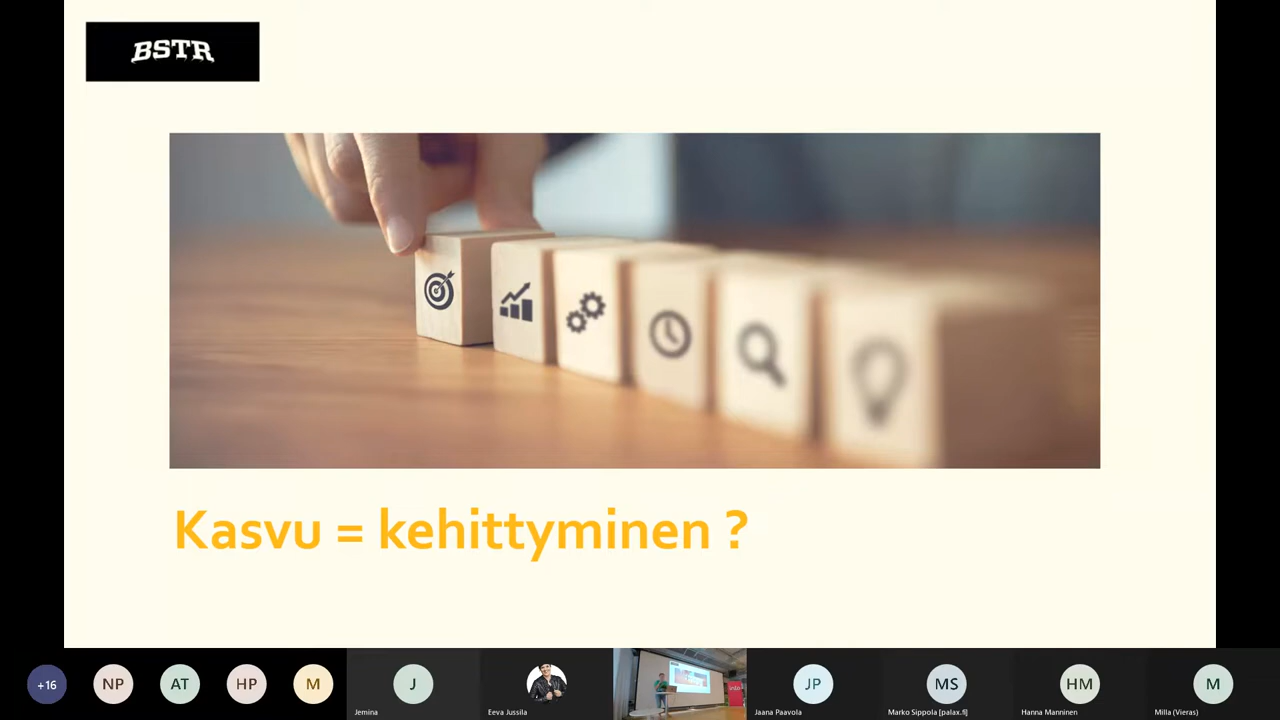 BSTR
Kasvu = kehittyminen ?
+16
NP
AT
HP
M
J
Jemina
Eeva Jussila
JP
Jaana Paavola
MS
Marko Sippola [palax.fi]
HM
Hanna Manninen
M
Milla (Vieras)